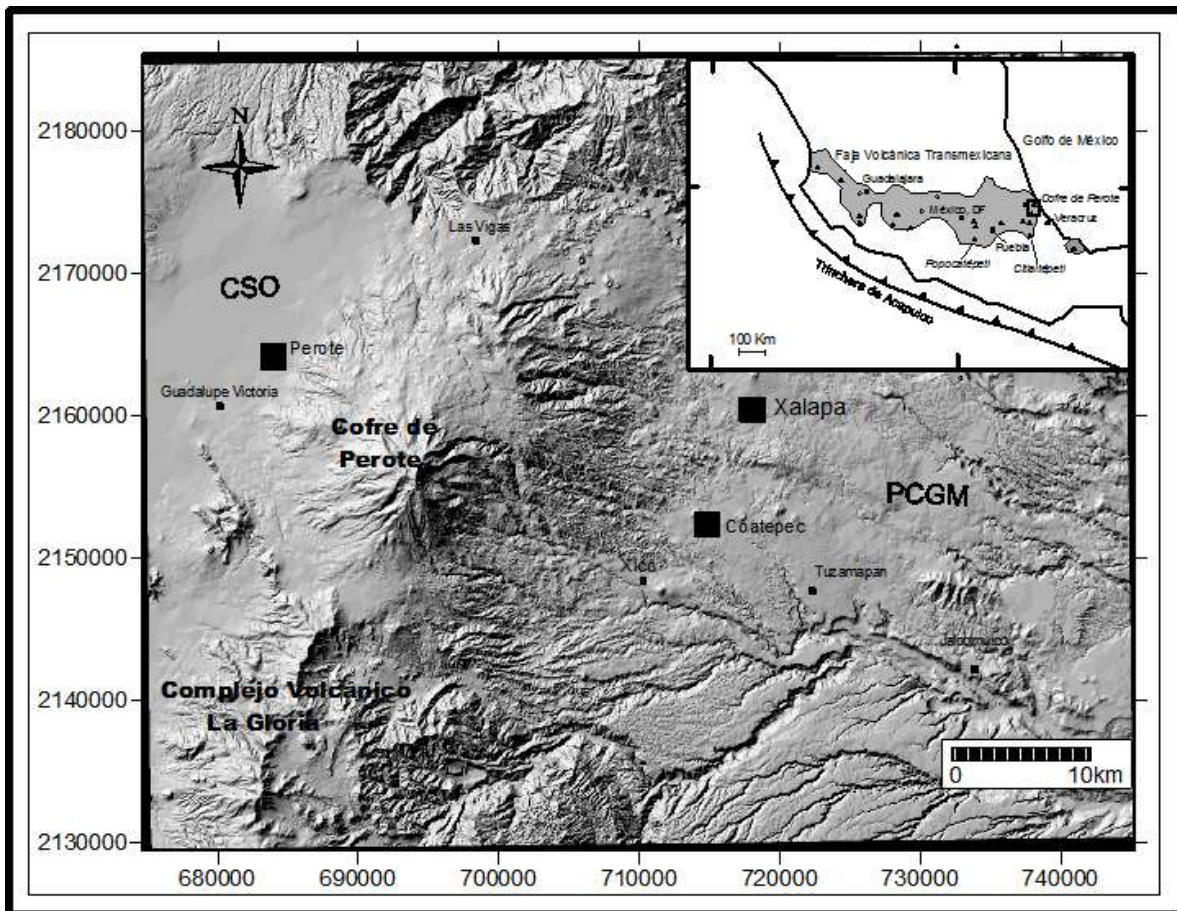 2180000
2170000
2160000
2150000
2140000
2130000
680000
690000
700000
710000
720000
730000
740000
N
Las Vigas
CSO
Perote
Guadalupe Victoria
Cofre de
Perote
Xalapa
PCGM
Coatepec
Xico
Tuzamapan
Jalcomulco
Complejo Volcánico
La Gloria
0 10km
Golfo de México
Faja Volcánica Transmexicana
Guadalajara
Cofre de Perote
México, DF
Veracruz
Puebla
Popocatépetl
Citlaltépetl
Trinchera de Acapulco
100 Km